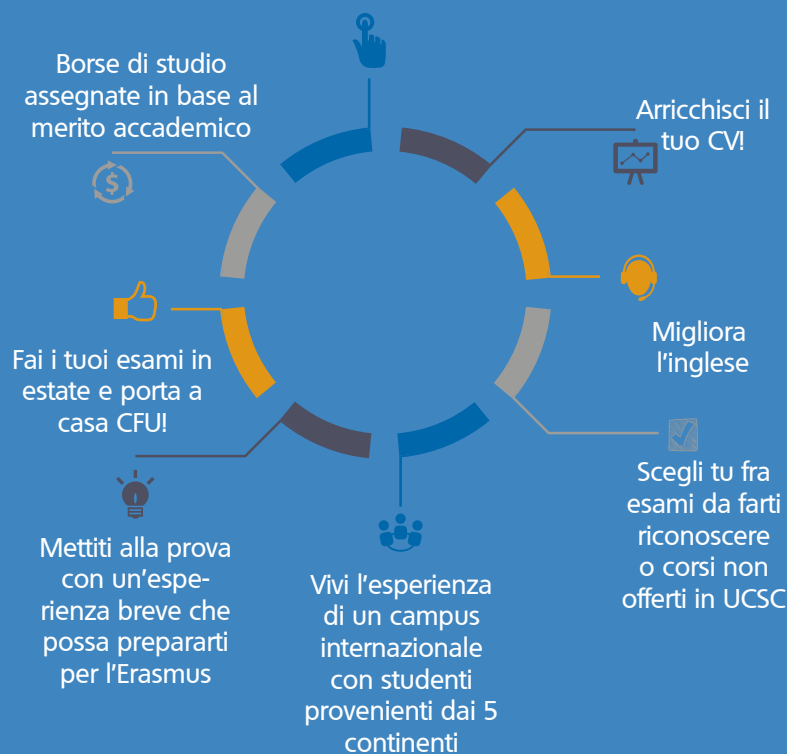 Borse di studio
assegnate in base al
merito accademico
Arricchisci il
tuo CV!
$
Migliora
l'inglese
Fai i tuoi esami in
estate e porta a
casa CFU!
Scegli tu fra
esami da farti
riconoscere
o corsi non
offerti in UCSC
Mettiti alla prova
con un'espe-
rienza breve che
possa prepararti
per l'Erasmus
Vivi l'esperienza
di un campus
internazionale
con studenti
provenienti dai 5
continenti